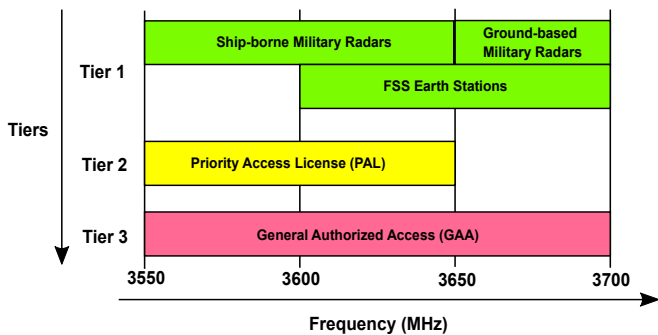 Ship-borne Military Radars
Ground-based
Military Radars
Tier 1
FSS Earth Stations
Tiers
Tier 2
Priority Access License (PAL)
Tier 3
General Authorized Access (GAA)
3550
3600
3650
3700
Frequency (MHz)